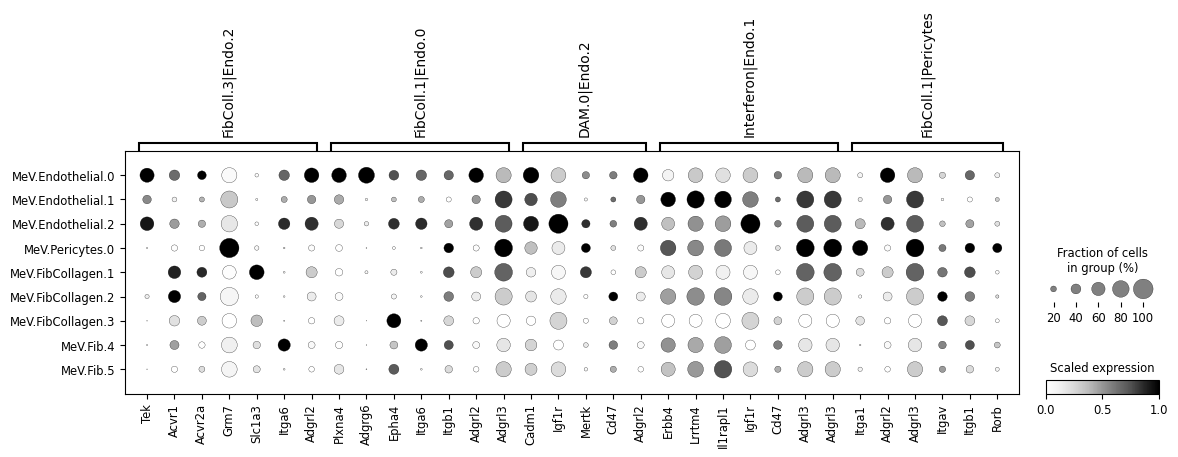 FibColl.3|Endo.2
FibColl.1|Endo.0
DAM.0|Endo.2
Interferon|Endo.1
FibColl.1|Pericytes
MeV.Endothelial.0
MeV.Endothelial.1
MeV.Endothelial.2
MeV.Pericytes.0
MeV.FibCollagen.1
MeV.FibCollagen.2
MeV.FibCollagen.3
MeV.Fib.4
MeV.Fib.5
Tek
Acvr1
Acvr2a
Grm7
Slc1a3
Itga6
Adgrl2
Plxna4
Adgrg6
Epha4
Itga6
Itgb1
Adgrl2
Adgrl3
Cadm1
Igf1r
Mertk
Cd47
Adgrl2
Erbb4
Lrrtm4
Il1rapl1
Igf1r
Cd47
Adgrl3
Adgrl3
Itga1
Adgrl2
Adgrl3
Itgav
Itgb1
Rorb
Fraction of cells
in group (%)
20 40 60 80 100
Scaled expression
0.0 0.5 1.0